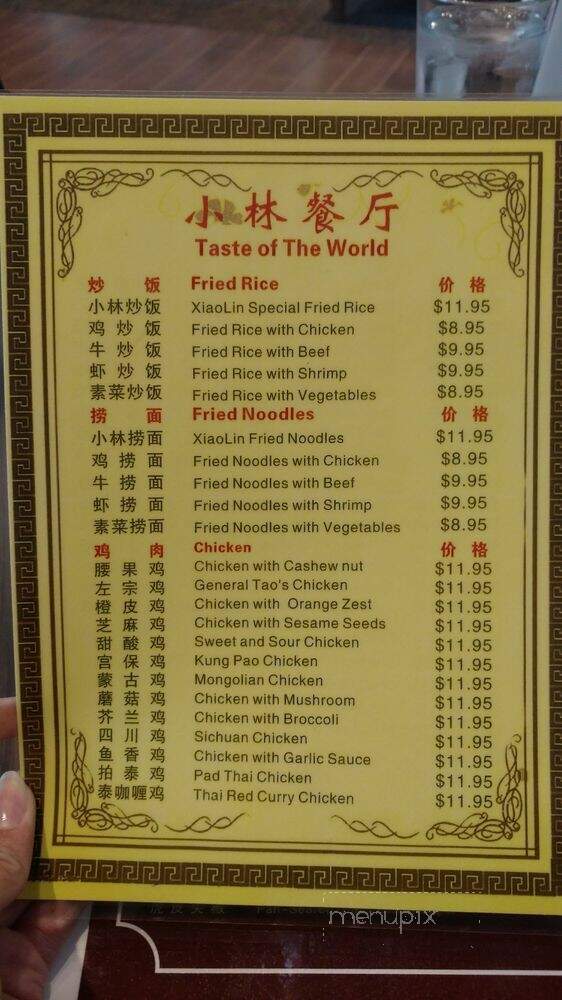 小林餐厅
Taste of The World
炒 饭 Fried Rice 价 格
小林炒饭 XiaoLin Special Fried Rice $11.95
鸡 炒 饭 Fried Rice with Chicken $8.95
牛 炒 饭 Fried Rice with Beef $9.95
虾 炒 饭 Fried Rice with Shrimp $9.95
素菜炒饭 Fried Rice with Vegetables $8.95
捞 面 Fried Noodles 价 格
小林捞面 XiaoLin Fried Noodles $11.95
鸡 捞 面 Fried Noodles with Chicken $8.95
牛 捞 面 Fried Noodles with Beef $9.95
虾 捞 面 Fried Noodles with Shrimp $9.95
素菜捞面 Fried Noodles with Vegetables $8.95
鸡 肉 Chicken 价 格
腰 果 鸡 Chicken with Cashew nut $11.95
左 宗 鸡 General Tao's Chicken $11.95
橙 皮 鸡 Chicken with Orange Zest $11.95
芝 麻 鸡 Chicken with Sesame Seeds $11.95
甜 酸 鸡 Sweet and Sour Chicken $11.95
宫 保 鸡 Kung Pao Chicken $11.95
蒙 古 鸡 Mongolian Chicken $11.95
蘑 菇 鸡 Chicken with Mushroom $11.95
芥 兰 鸡 Chicken with Broccoli $11.95
四 川 鸡 Sichuan Chicken $11.95
鱼 香 鸡 Chicken with Garlic Sauce $11.95
拍 泰 鸡 Pad Thai Chicken $11.95
泰咖喱鸡 Thai Red Curry Chicken $11.95
menupix